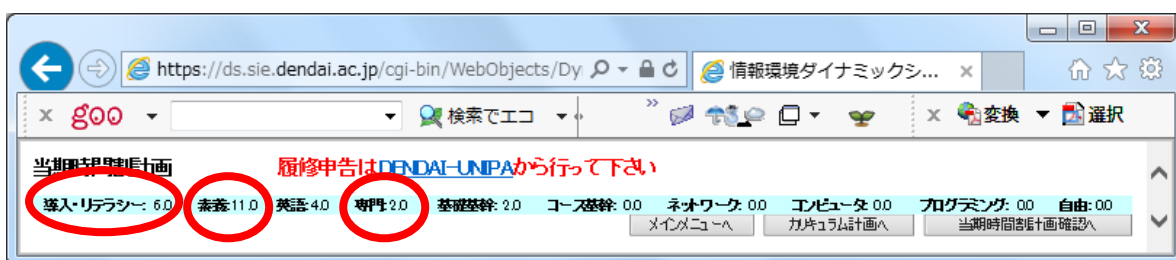 https://ds.sie.dendai.ac.jp/cgi-bin/WebObjects/Dy
情報環境ダイナミックシ...
goo
検索でエコ
変換
選択
当期時間割計画 履修申告はDENDAI-UNIPAから行って下さい
導入・リテラシー: 6.0 素養:11.0 英語:4.0 専門:2.0 基礎基幹: 2.0 コース基幹: 0.0 ネットワーク: 0.0 コンピュータ: 0.0 プログラミング: 0.0 自由: 0.0
メインメニューへ カリキュラム計画へ 当期時間割計画確認へ